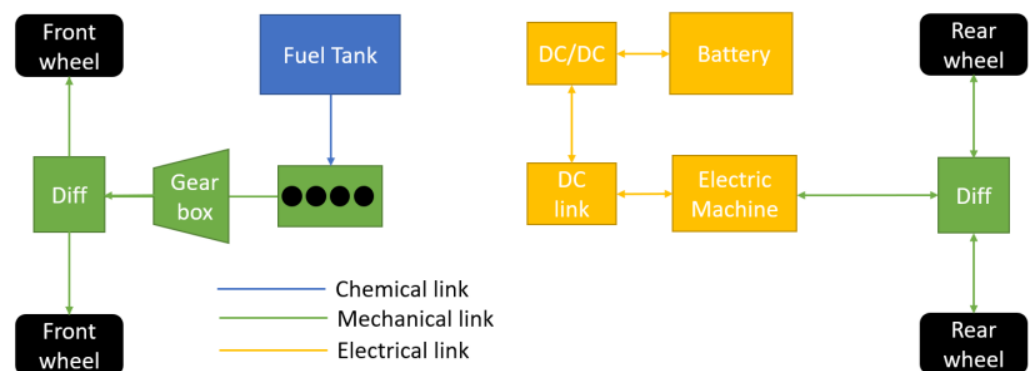 Front
wheel
Fuel Tank
DC/DC
Battery
Rear
wheel
Diff
Gear
box
DC
link
Electric
Machine
Diff
Chemical link
Mechanical link
Electrical link
Front
wheel
Rear
wheel